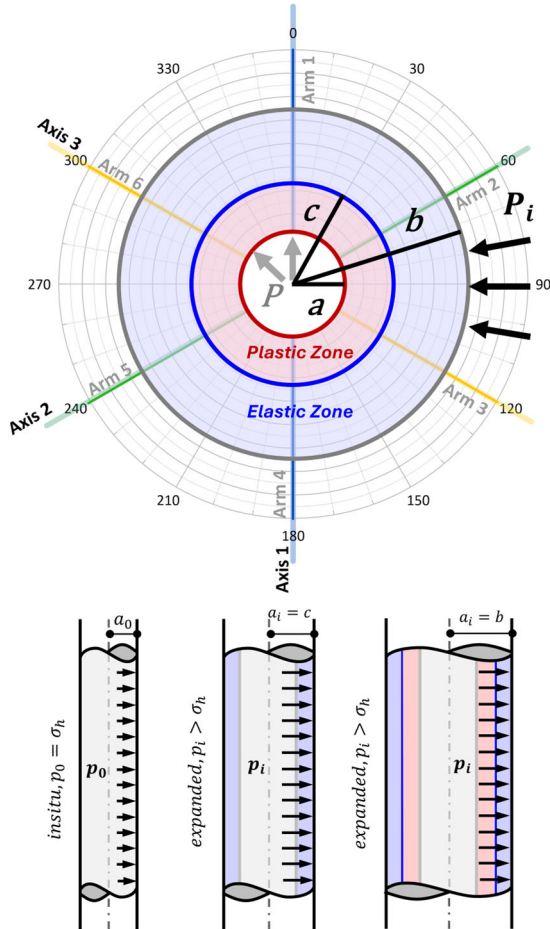 0
330
30
Arm 1
Axis 3
300
60
Arm 6
Arm 2
c
b
P_i
P
a
270
90
Plastic Zone
Elastic Zone
Arm 5
Arm 3
240
120
Axis 2
210
Arm 4
150
180
Axis 1
a_0
a_i = c
a_i = b
insitu, p_0 = σ_h
p_0
expanded, p_i > σ_h
p_i
expanded, p_i > σ_h
p_i